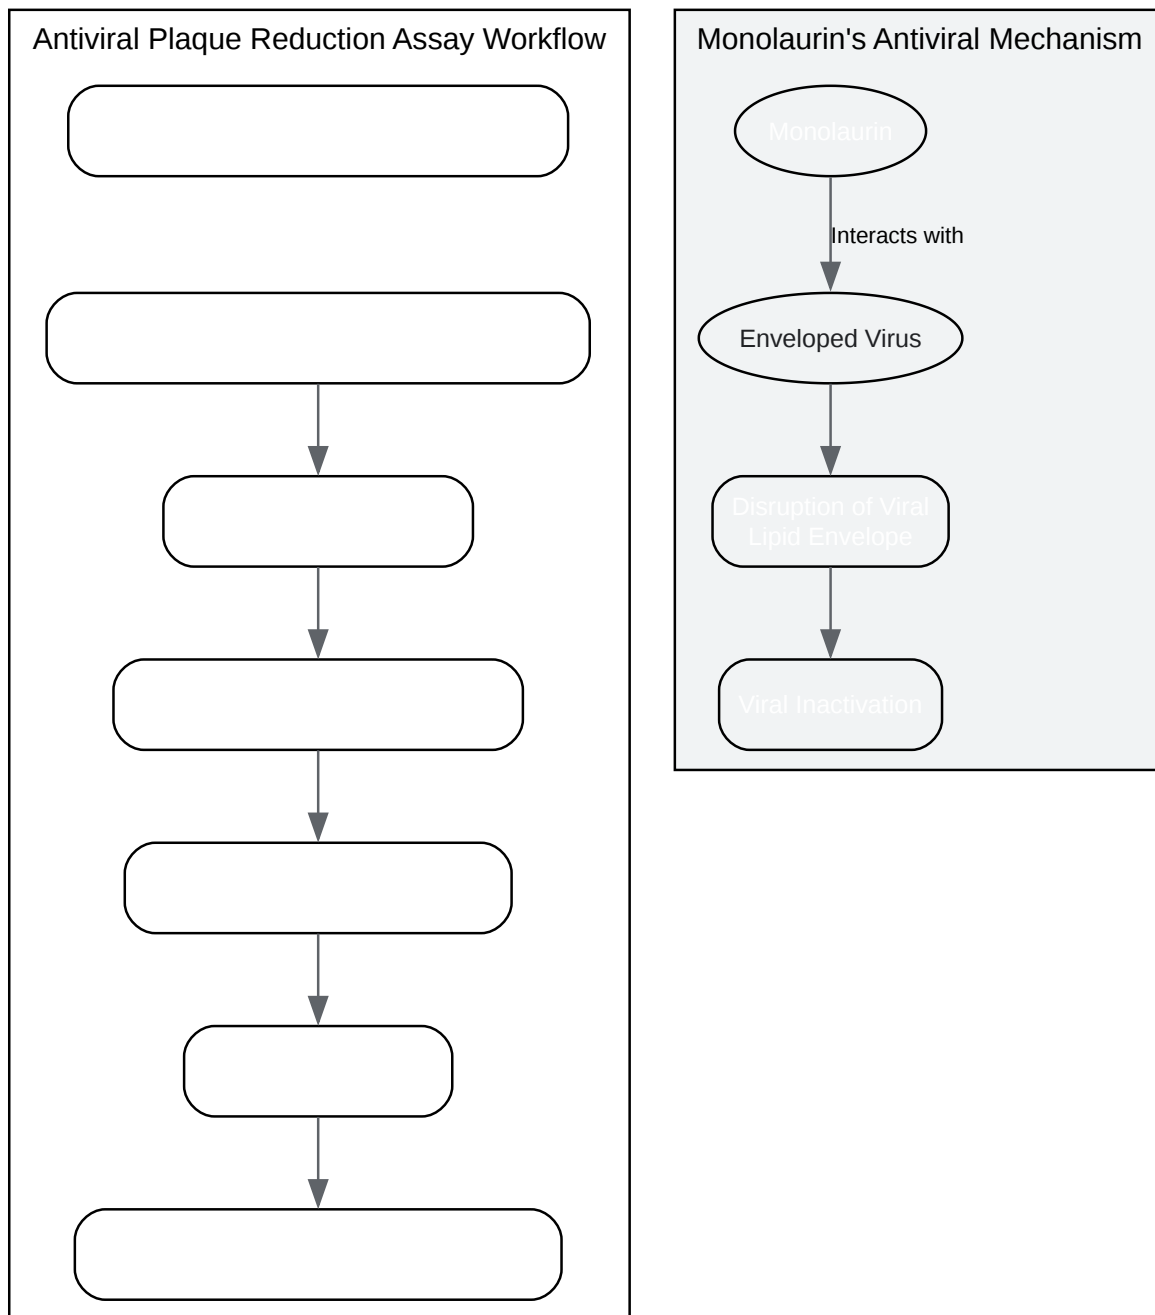 Antiviral Plaque Reduction Assay Workflow
Monolaurin's Antiviral Mechanism
Monolaurin
Interacts with
Enveloped Virus
Disruption of Viral
Lipid Envelope
Viral Inactivation